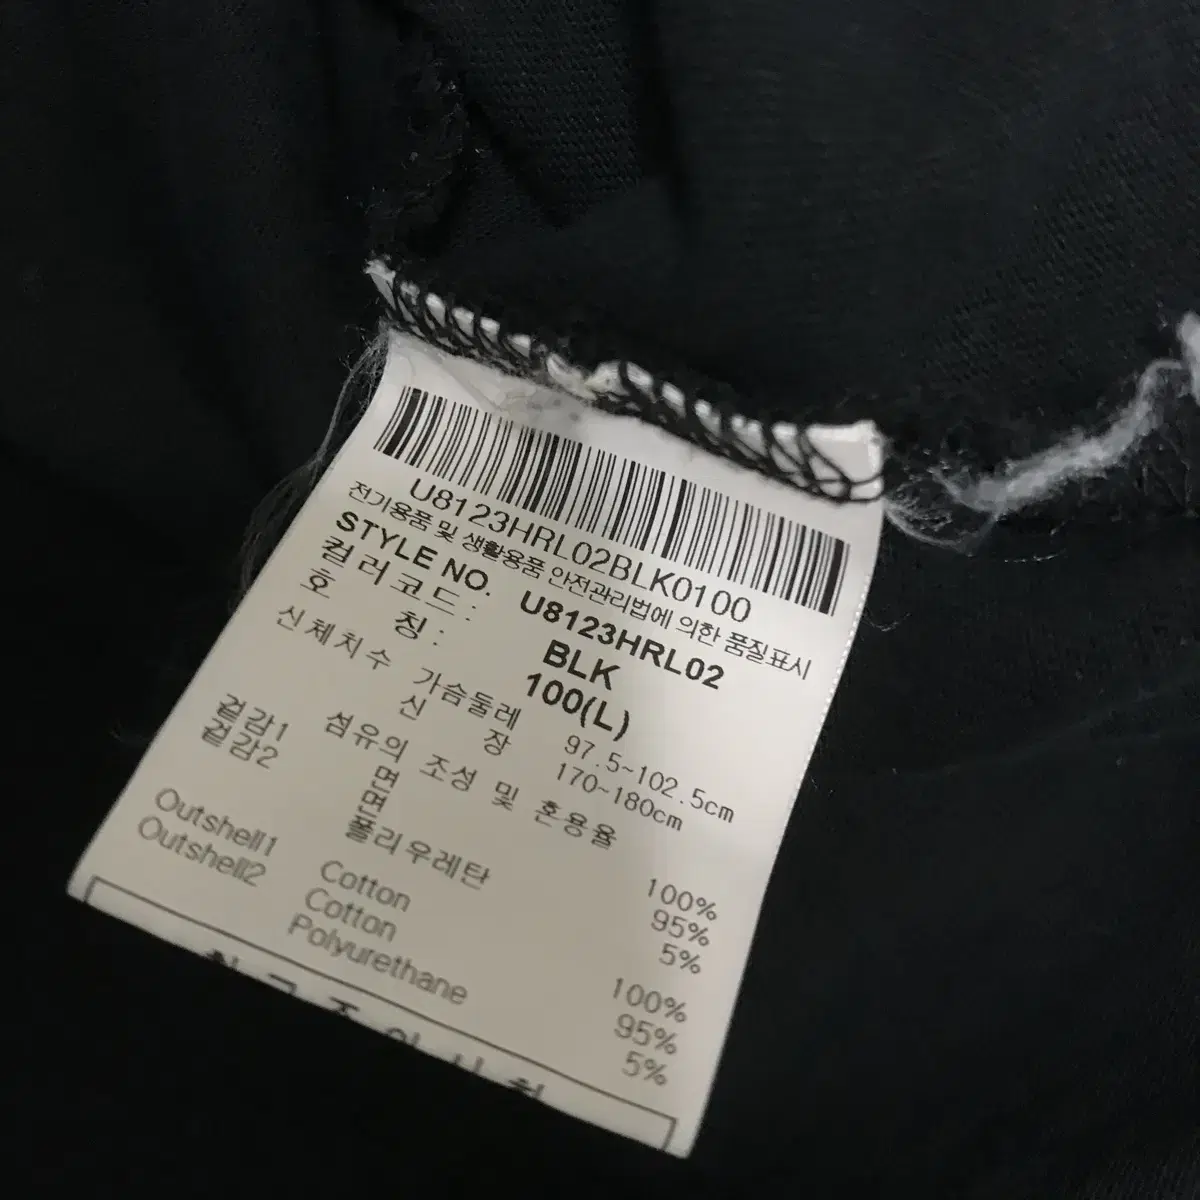 U8123HRL02BLK0100
전기용품 및 생활용품 안전관리법에 의한 품질표시
STYLE NO. U8123HRL02
컬러코드 : BLK
호 칭 : 100(L)
신체치수 가슴둘레 97.5~102.5cm
신 장 170~180cm
섬유의 조성 및 혼용율
겉감1 면 100%
겉감2 면 95%
폴리우레탄 5%
Outshell1 Cotton 100%
Outshell2 Cotton 95%
Polyurethane 5%